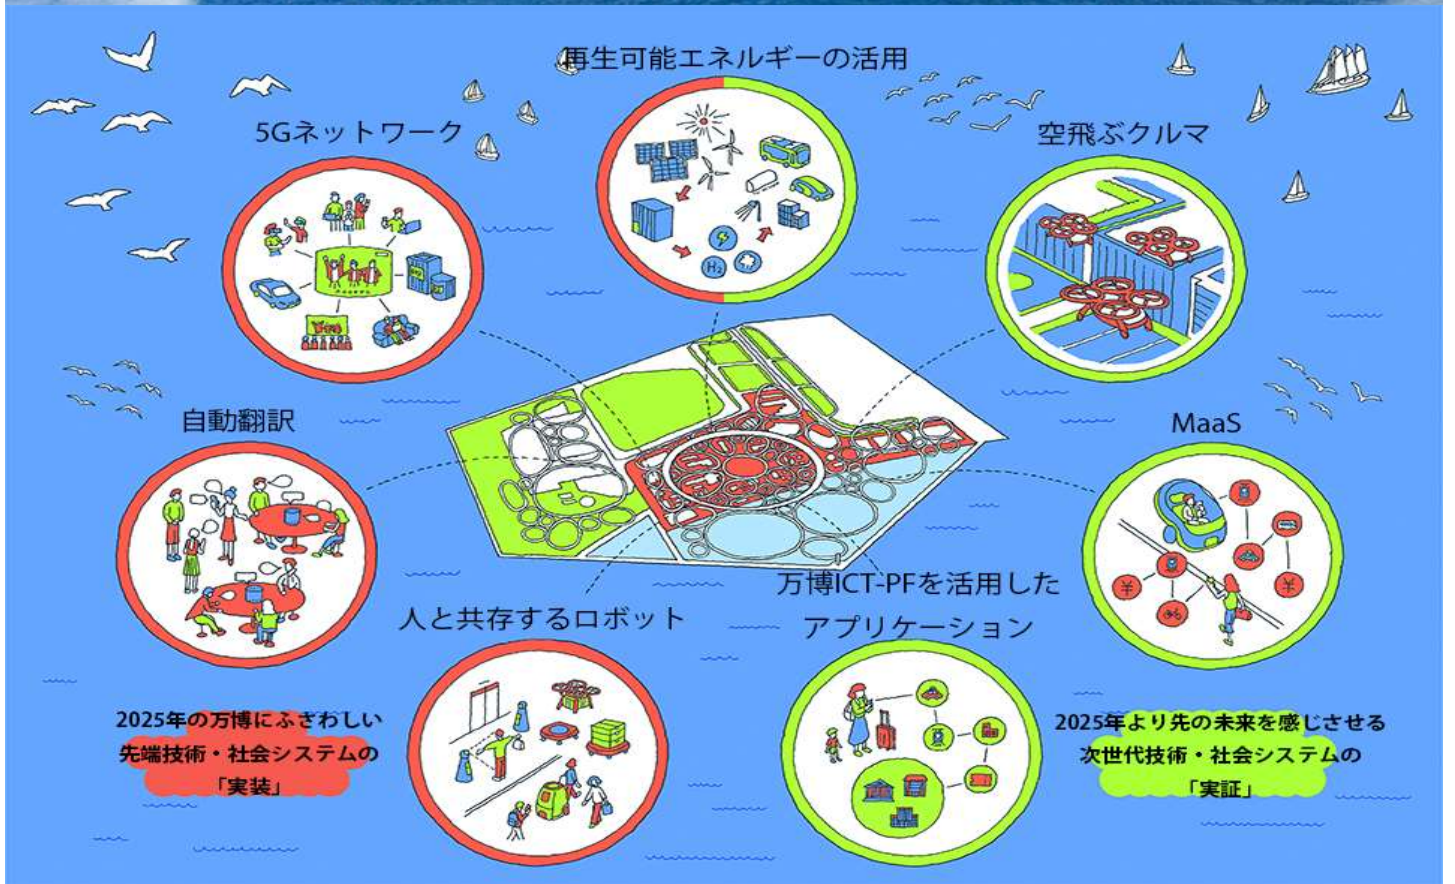 再生可能エネルギーの活用
5Gネットワーク
空飛ぶクルマ
H₂
自動翻訳
MaaS
¥
¥
万博ICT-PFを活用した
アプリケーション
人と共存するロボット
2025年の万博にふさわしい
先端技術・社会システムの
「実装」
2025年より先の未来を感じさせる
次世代技術・社会システムの
「実証」